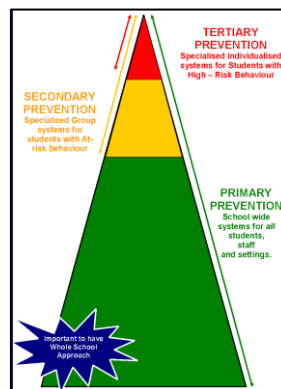 TERTIARY
PREVENTION
Specialised individualised
systems for Students with
High – Risk Behaviour
SECONDARY
PREVENTION
Specialised Group
systems for
students with At-
risk behaviour
PRIMARY
PREVENTION
School wide
systems for all
students,
staff
and settings.
Important to have
Whole School
Approach